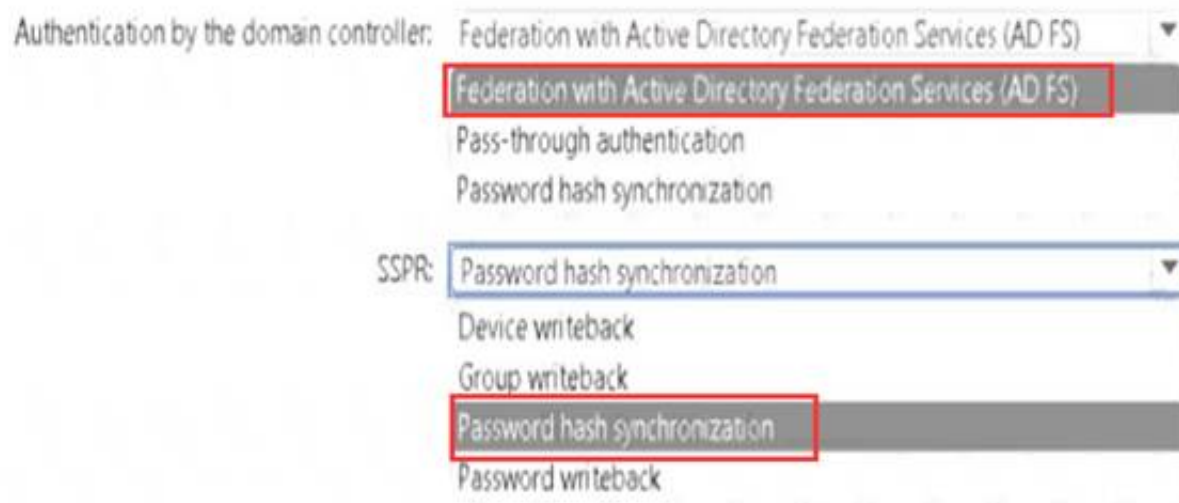 Authentication by the domain controller: Federation with Active Directory Federation Services (AD FS)
Federation with Active Directory Federation Services (AD FS)
Pass-through authentication
Password hash synchronization
SSPR: Password hash synchronization
Device writeback
Group writeback
Password hash synchronization
Password writeback